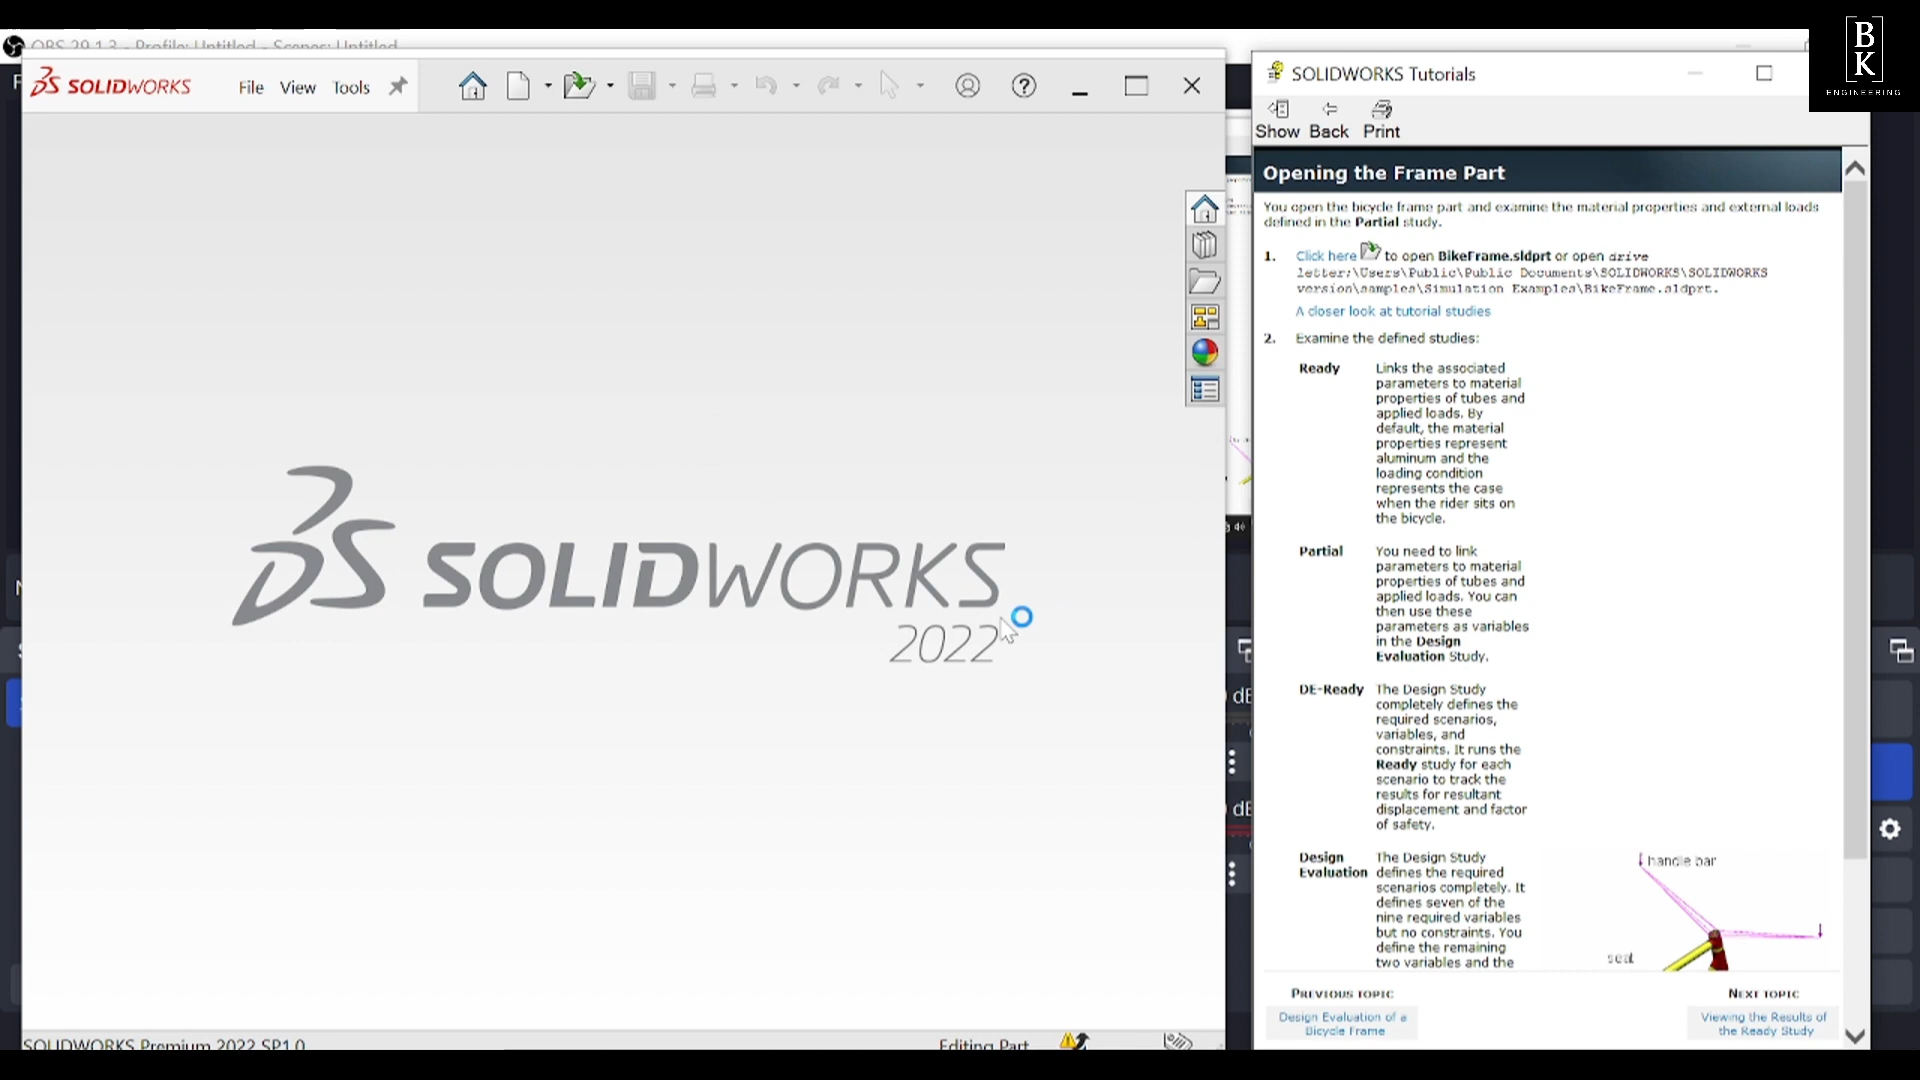 OBS 29.1.3 - Profile: Untitled - Scenes: Untitled
SOLIDWORKS
File View Tools
SOLIDWORKS
2022
SOLIDWORKS Premium 2022 SP1.0
Editing Part
dB
dB
SOLIDWORKS Tutorials
Show Back Print
Opening the Frame Part
You open the bicycle frame part and examine the material properties and external loads
defined in the Partial study.
1. Click here to open BikeFrame.sldprt or open drive
letter:\Users\Public\Public Documents\SOLIDWORKS\SOLIDWORKS
version\samples\Simulation Examples\BikeFrame.sldprt.
A closer look at tutorial studies
2. Examine the defined studies:
Ready Links the associated
parameters to material
properties of tubes and
applied loads. By
default, the material
properties represent
aluminum and the
loading condition
represents the case
when the rider sits on
the bicycle.
Partial You need to link
parameters to material
properties of tubes and
applied loads. You can
then use these
parameters as variables
in the Design
Evaluation Study.
DE-Ready The Design Study
completely defines the
required scenarios,
variables, and
constraints. It runs the
Ready study for each
scenario to track the
results for resultant
displacement and factor
of safety.
Design The Design Study
Evaluation defines the required
scenarios completely. It
defines seven of the
nine required variables
but no constraints. You
define the remaining
two variables and the
handle bar
seat
PREVIOUS TOPIC
Design Evaluation of a
Bicycle Frame
NEXT TOPIC
Viewing the Results of
the Ready Study
BK
ENGINEERING